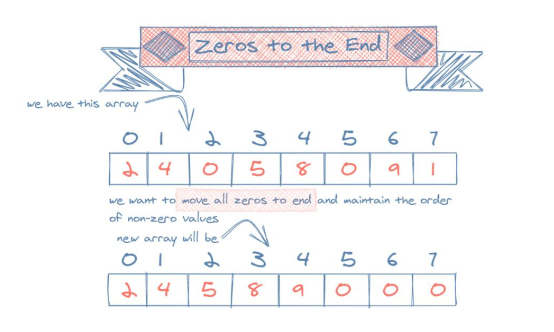 Zeros to the End
we have this array
0 1 2 3 4 5 6 7
2 4 0 5 8 0 9 1
we want to move all zeros to end and maintain the order
of non-zero values
new array will be
0 1 2 3 4 5 6 7
2 4 5 8 9 0 0 0